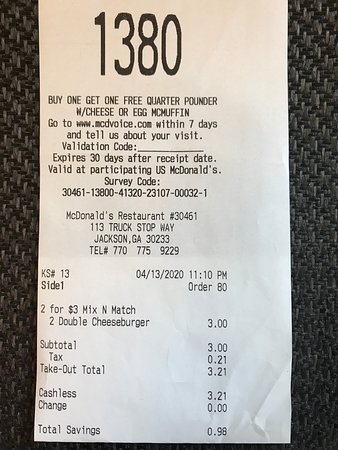 1380
BUY ONE GET ONE FREE QUARTER POUNDER
W/CHEESE OR EGG MCMUFFIN
Go to www.mcdvoice.com within 7 days
and tell us about your visit.
Validation Code:____________
Expires 30 days after receipt date.
Valid at participating US McDonald's.
Survey Code:
30461-13800-41320-23107-00032-1
McDonald's Restaurant #30461
113 TRUCK STOP WAY
JACKSON,GA 30233
TEL# 770 775 9229
KS# 13 04/13/2020 11:10 PM
Side1 Order 80
2 for $3 Mix N Match
2 Double Cheeseburger 3.00
Subtotal 3.00
Tax 0.21
Take-Out Total 3.21
Cashless 3.21
Change 0.00
Total Savings 0.98